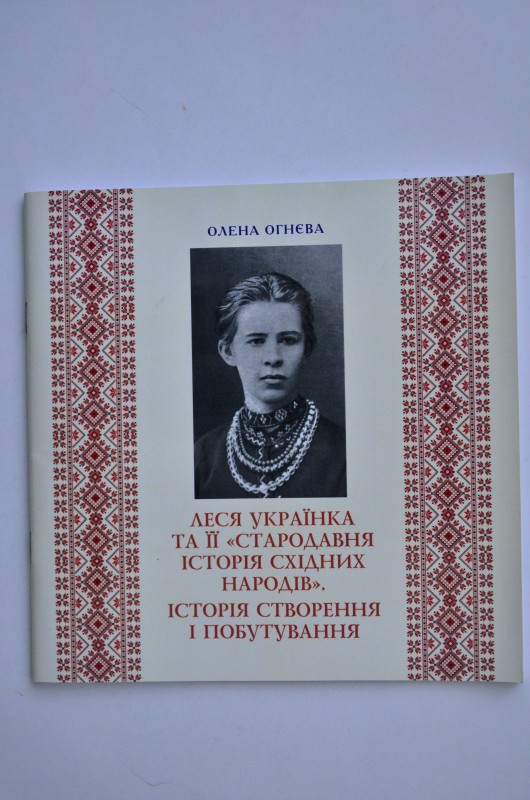 ОЛЕНА ОГНЄВА
ЛЕСЯ УКРАЇНКА
ТА ЇЇ «СТАРОДАВНЯ
ІСТОРІЯ СХІДНИХ
НАРОДІВ».
ІСТОРІЯ СТВОРЕННЯ
І ПОБУТУВАННЯ